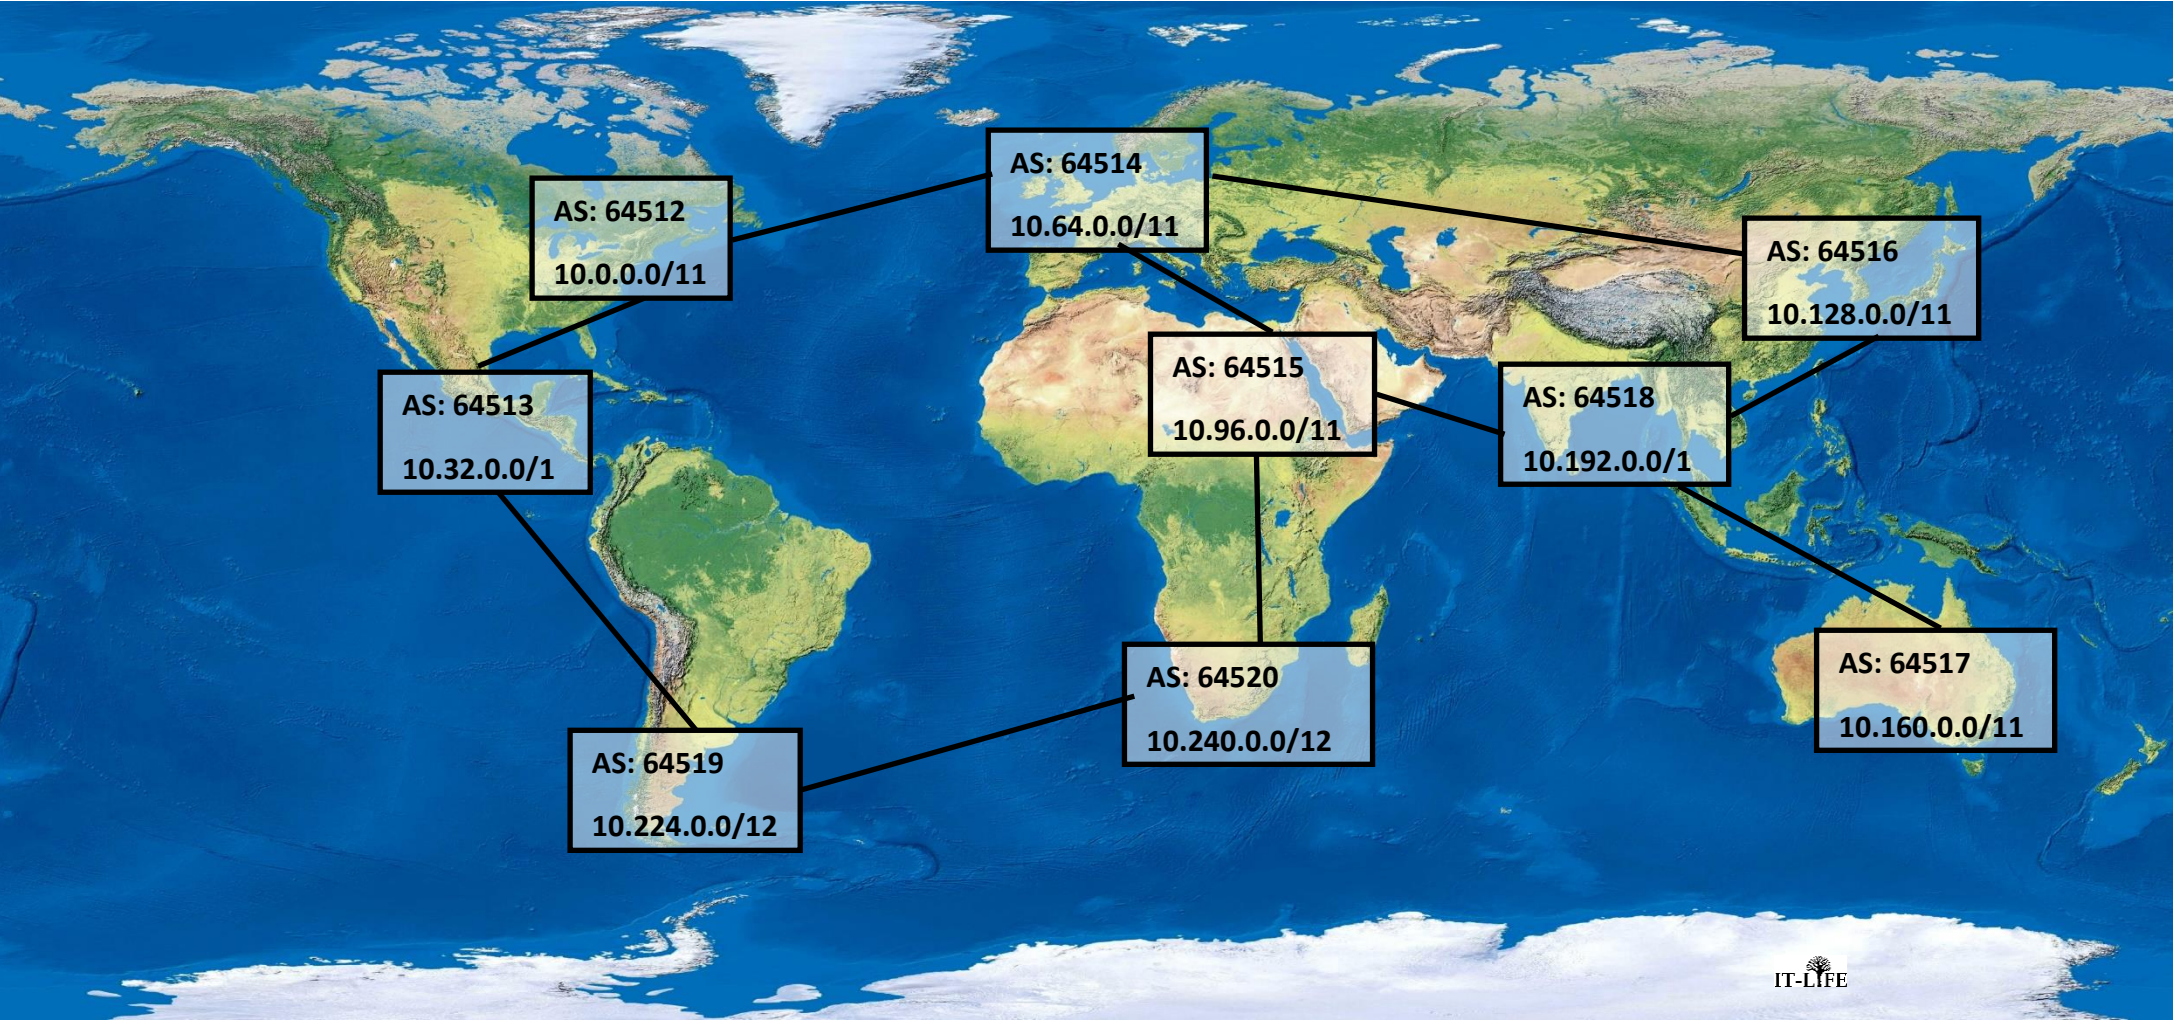 AS: 64514
10.64.0.0/11
AS: 64512
10.0.0.0/11
AS: 64516
10.128.0.0/11
AS: 64515
10.96.0.0/11
AS: 64518
10.192.0.0/1
AS: 64513
10.32.0.0/1
AS: 64517
10.160.0.0/11
AS: 64520
10.240.0.0/12
AS: 64519
10.224.0.0/12
IT-LIFE